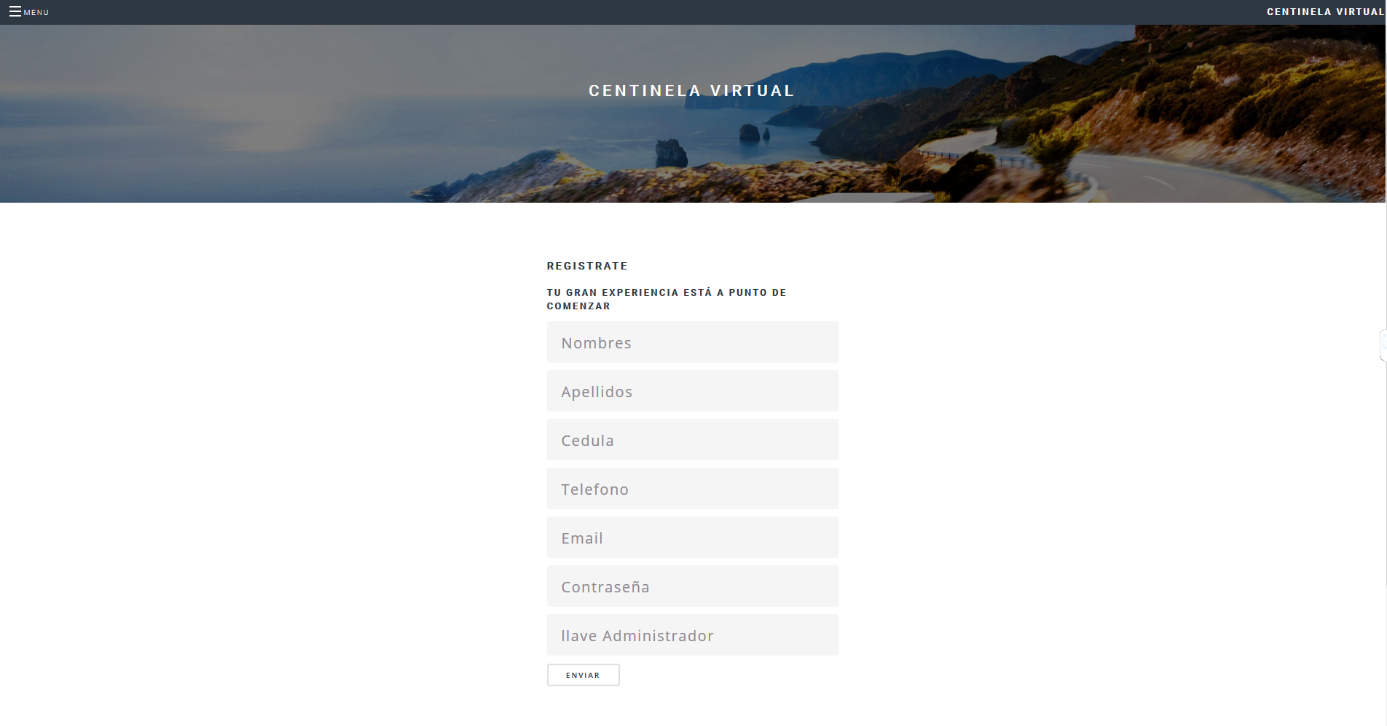 MENU
CENTINELA VIRTUAL
CENTINELA VIRTUAL
REGISTRATE
TU GRAN EXPERIENCIA ESTÁ A PUNTO DE
COMENZAR
Nombres
Apellidos
Cedula
Telefono
Email
Contraseña
llave Administrador
ENVIAR